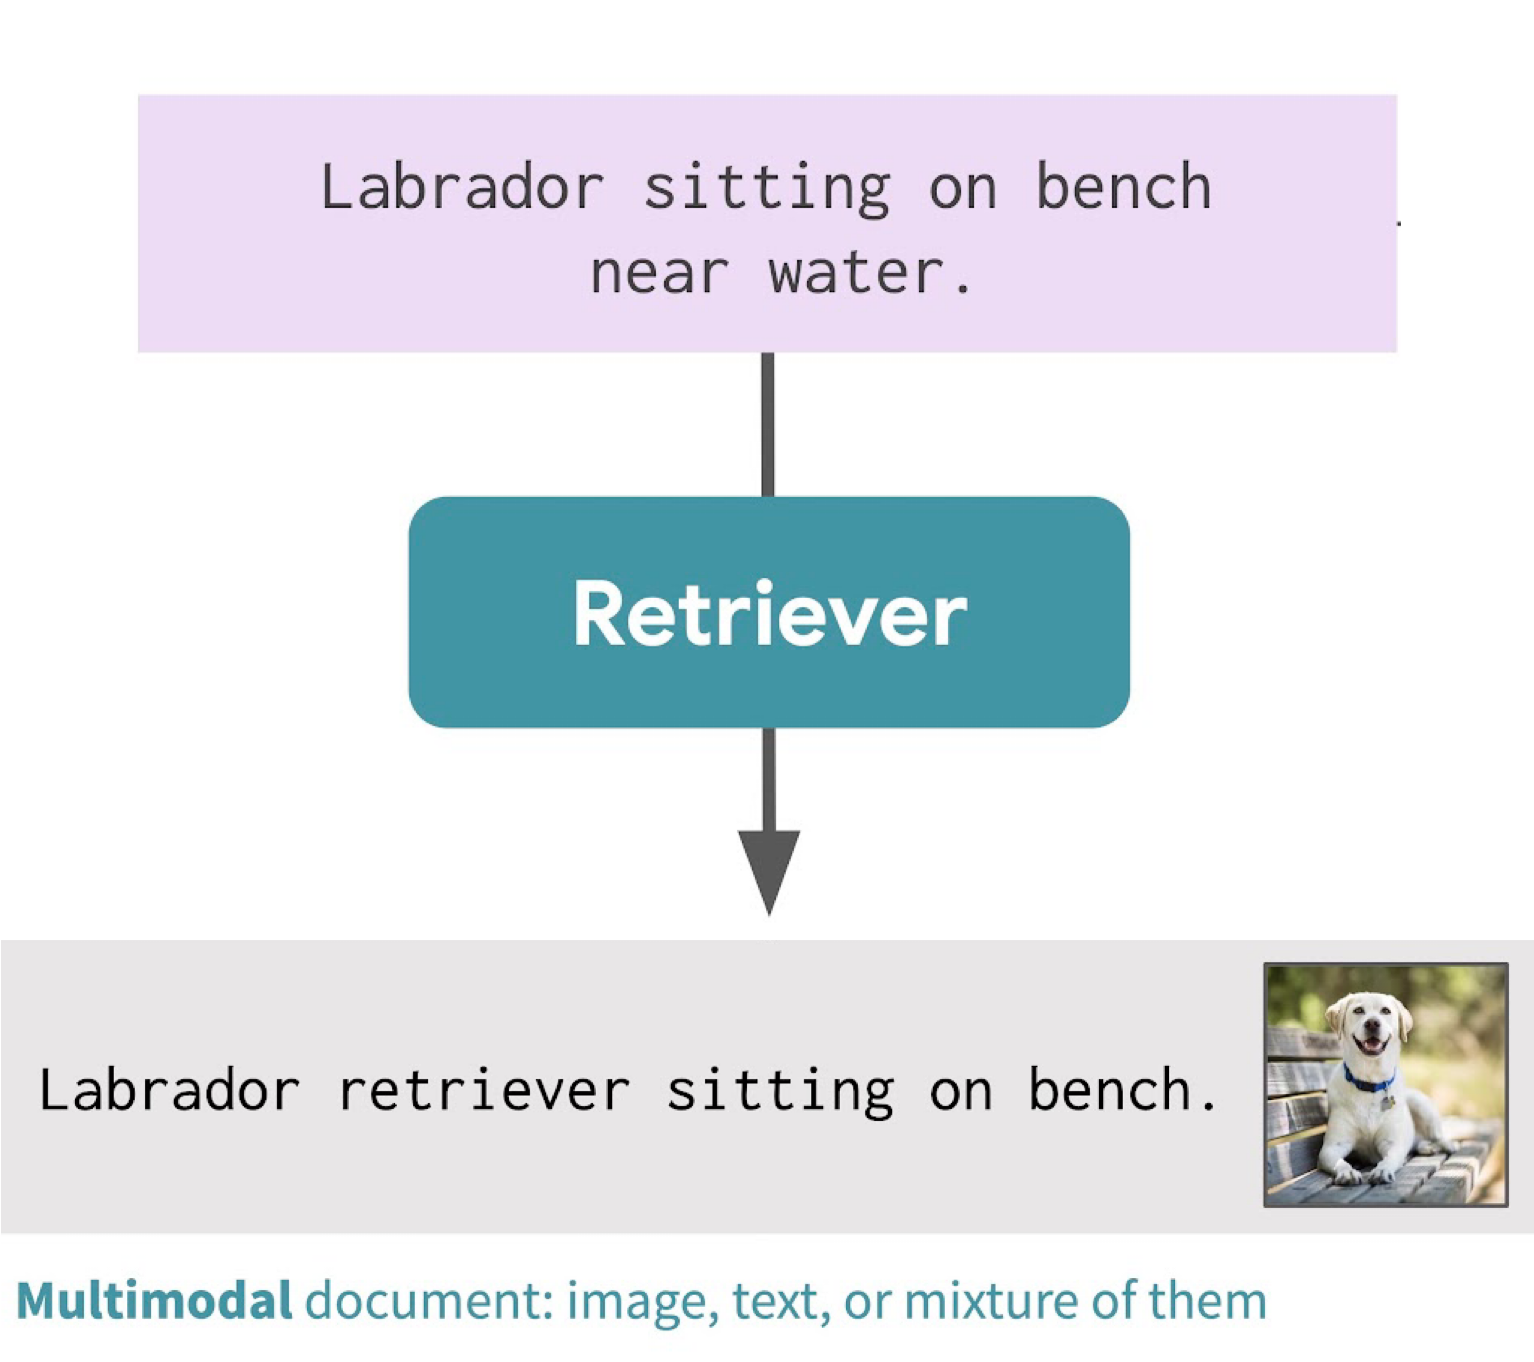 Labrador sitting on bench
near water.
Retriever
Labrador retriever sitting on bench.
Multimodal document: image, text, or mixture of them